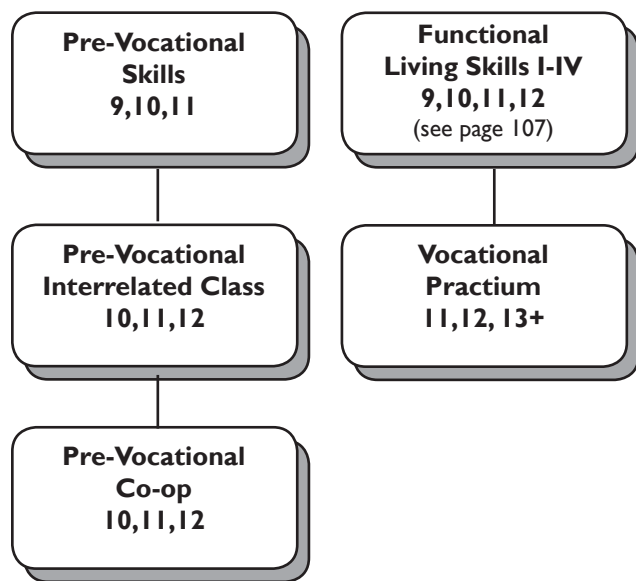 Pre-Vocational
Skills
9,10,11
Functional
Living Skills I-IV
9,10,11,12
(see page 107)
Pre-Vocational
Interrelated Class
10,11,12
Vocational
Practium
11,12, 13+
Pre-Vocational
Co-op
10,11,12